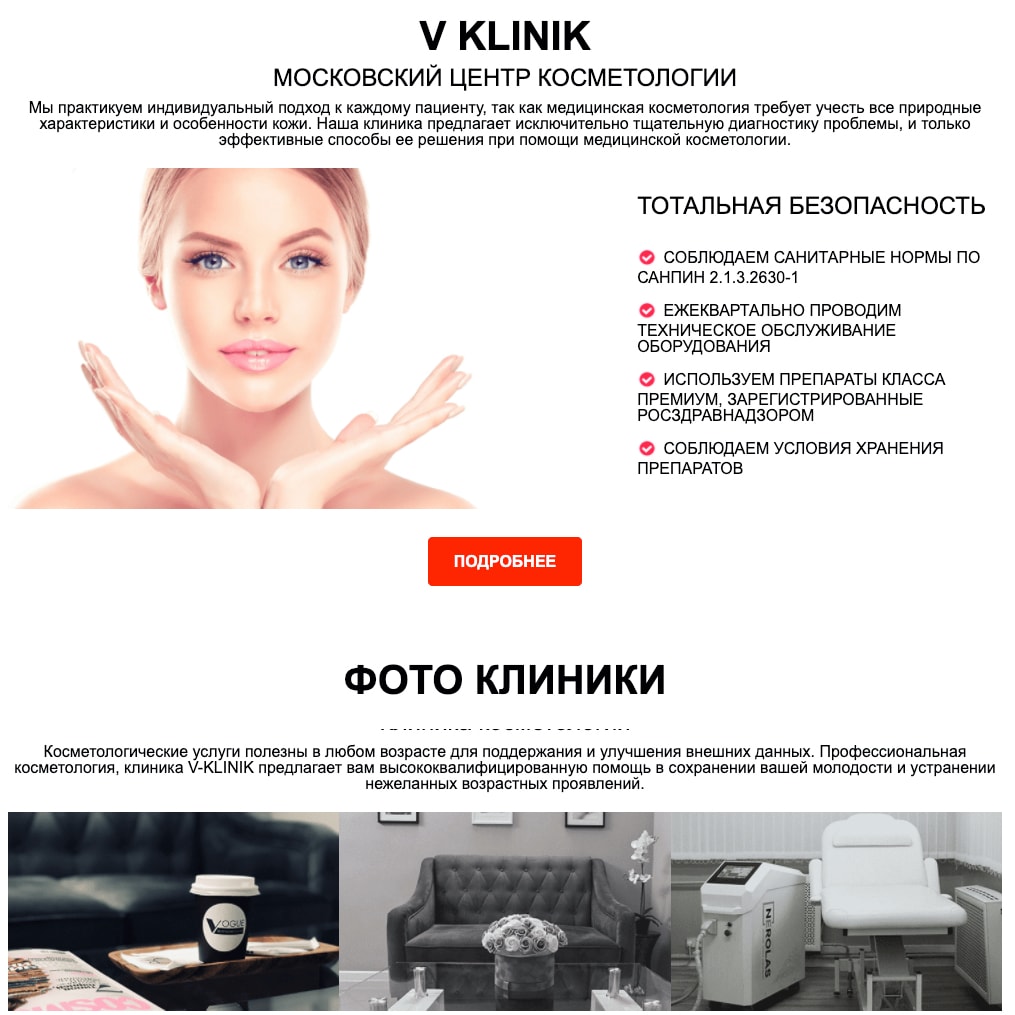 V KLINIK
МОСКОВСКИЙ ЦЕНТР КОСМЕТОЛОГИИ
Мы практикуем индивидуальный подход к каждому пациенту, так как медицинская косметология требует учесть все природные
характеристики и особенности кожи. Наша клиника предлагает исключительно тщательную диагностику проблемы, и только
эффективные способы ее решения при помощи медицинской косметологии.
ТОТАЛЬНАЯ БЕЗОПАСНОСТЬ
СОБЛЮДАЕМ САНИТАРНЫЕ НОРМЫ ПО
САНПИН 2.1.3.2630-1
ЕЖЕКВАРТАЛЬНО ПРОВОДИМ
ТЕХНИЧЕСКОЕ ОБСЛУЖИВАНИЕ
ОБОРУДОВАНИЯ
ИСПОЛЬЗУЕМ ПРЕПАРАТЫ КЛАССА
ПРЕМИУМ, ЗАРЕГИСТРИРОВАННЫЕ
РОСЗДРАВНАДЗОРОМ
СОБЛЮДАЕМ УСЛОВИЯ ХРАНЕНИЯ
ПРЕПАРАТОВ
ПОДРОБНЕЕ
ФОТО КЛИНИКИ
Косметологические услуги полезны в любом возрасте для поддержания и улучшения внешних данных. Профессиональная
косметология, клиника V-KLINIK предлагает вам высококвалифицированную помощь в сохранении вашей молодости и устранении
нежеланных возрастных проявлений.
VOGUE
NEROLAS